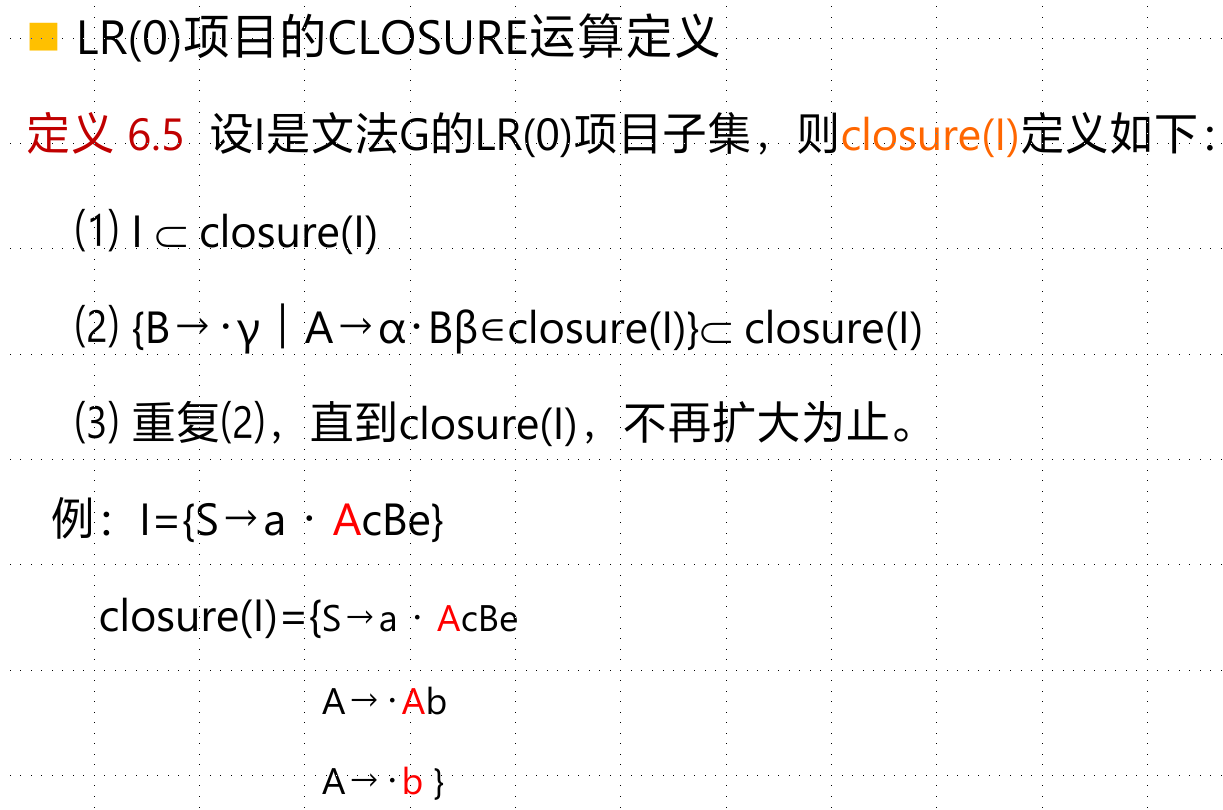 LR(0)项目的CLOSURE运算定义
定义 6.5 设I是文法G的LR(0)项目子集，则closure(I)定义如下：
(1) I ⊂ closure(I)
(2) {B→·γ｜A→α·Bβ∈closure(I)}⊂ closure(I)
(3) 重复(2)，直到closure(I)，不再扩大为止。
例：I={S→a · AcBe}
closure(I)={S→a · AcBe
A→·Ab
A→·b }